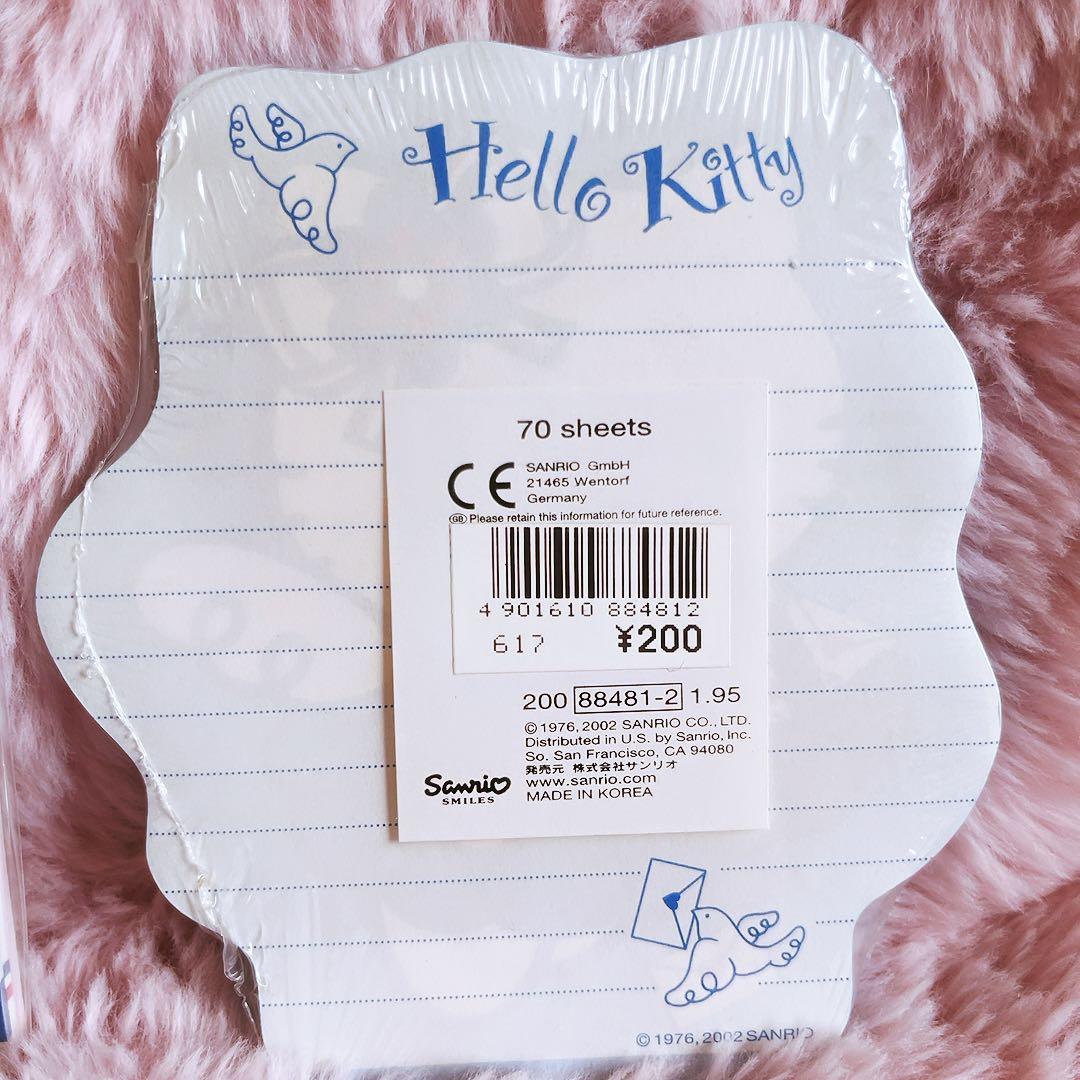 Hello Kitty
70 sheets
CE SANRIO GmbH
21465 Wentorf
Germany
GB Please retain this information for future reference.
4 901610 884812
617 ¥200
200 88481-2 1.95
© 1976, 2002 SANRIO CO., LTD.
Distributed in U.S. by Sanrio, Inc.
So. San Francisco, CA 94080
発売元 株式会社サンリオ
www.sanrio.com
MADE IN KOREA
Sanrio
SMILES
© 1976, 2002 SANRIO